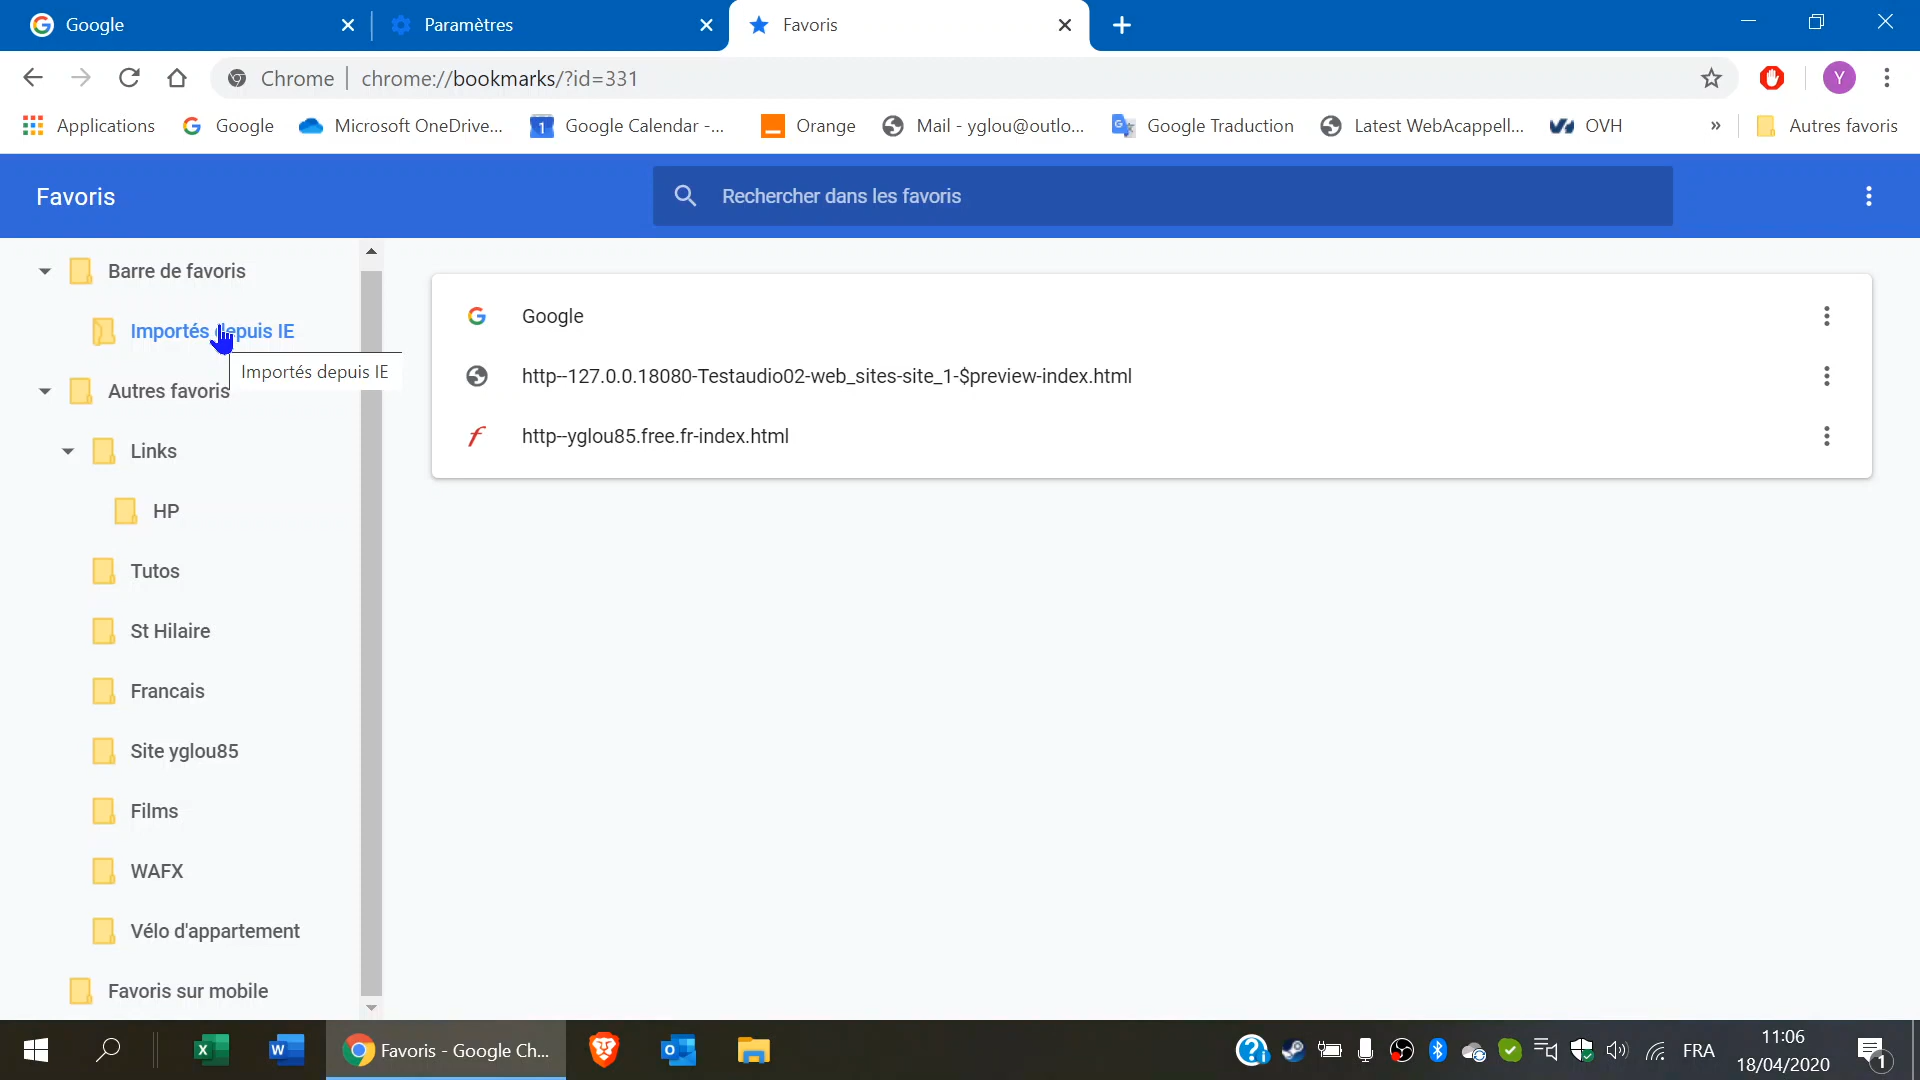 Google
Paramètres
Favoris
Chrome
chrome://bookmarks/?id=331
Y
Applications
Google
Microsoft OneDrive...
1
Google Calendar -...
Orange
Mail - yglou@outlo...
Google Traduction
Latest WebAcappell...
OVH
»
Autres favoris
Favoris
Rechercher dans les favoris
Barre de favoris
Importés depuis IE
Importés depuis IE
Autres favoris
Links
HP
Tutos
St Hilaire
Francais
Site yglou85
Films
WAFX
Vélo d'appartement
Favoris sur mobile
Google
http--127.0.0.18080-Testaudio02-web_sites-site_1-$preview-index.html
http--yglou85.free.fr-index.html
Favoris - Google Ch...
FRA
11:06
18/04/2020
1